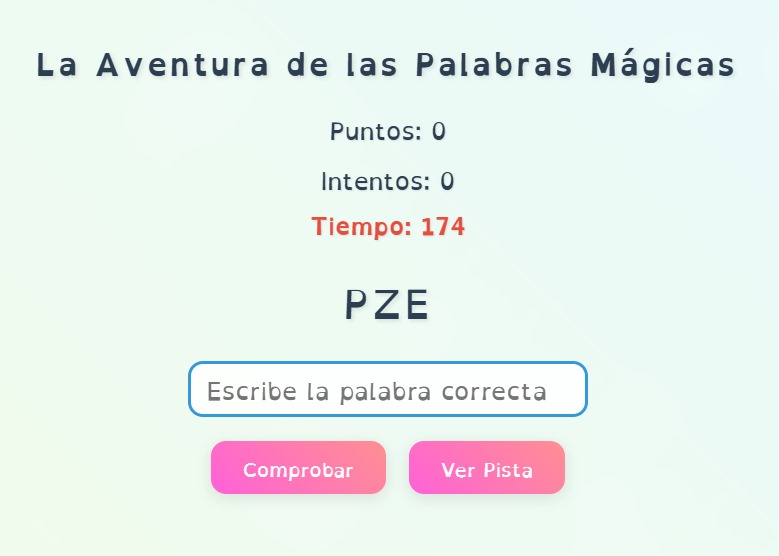 La Aventura de las Palabras Mágicas
Puntos: 0
Intentos: 0
Tiempo: 174
PZE
Escribe la palabra correcta
Comprobar
Ver Pista